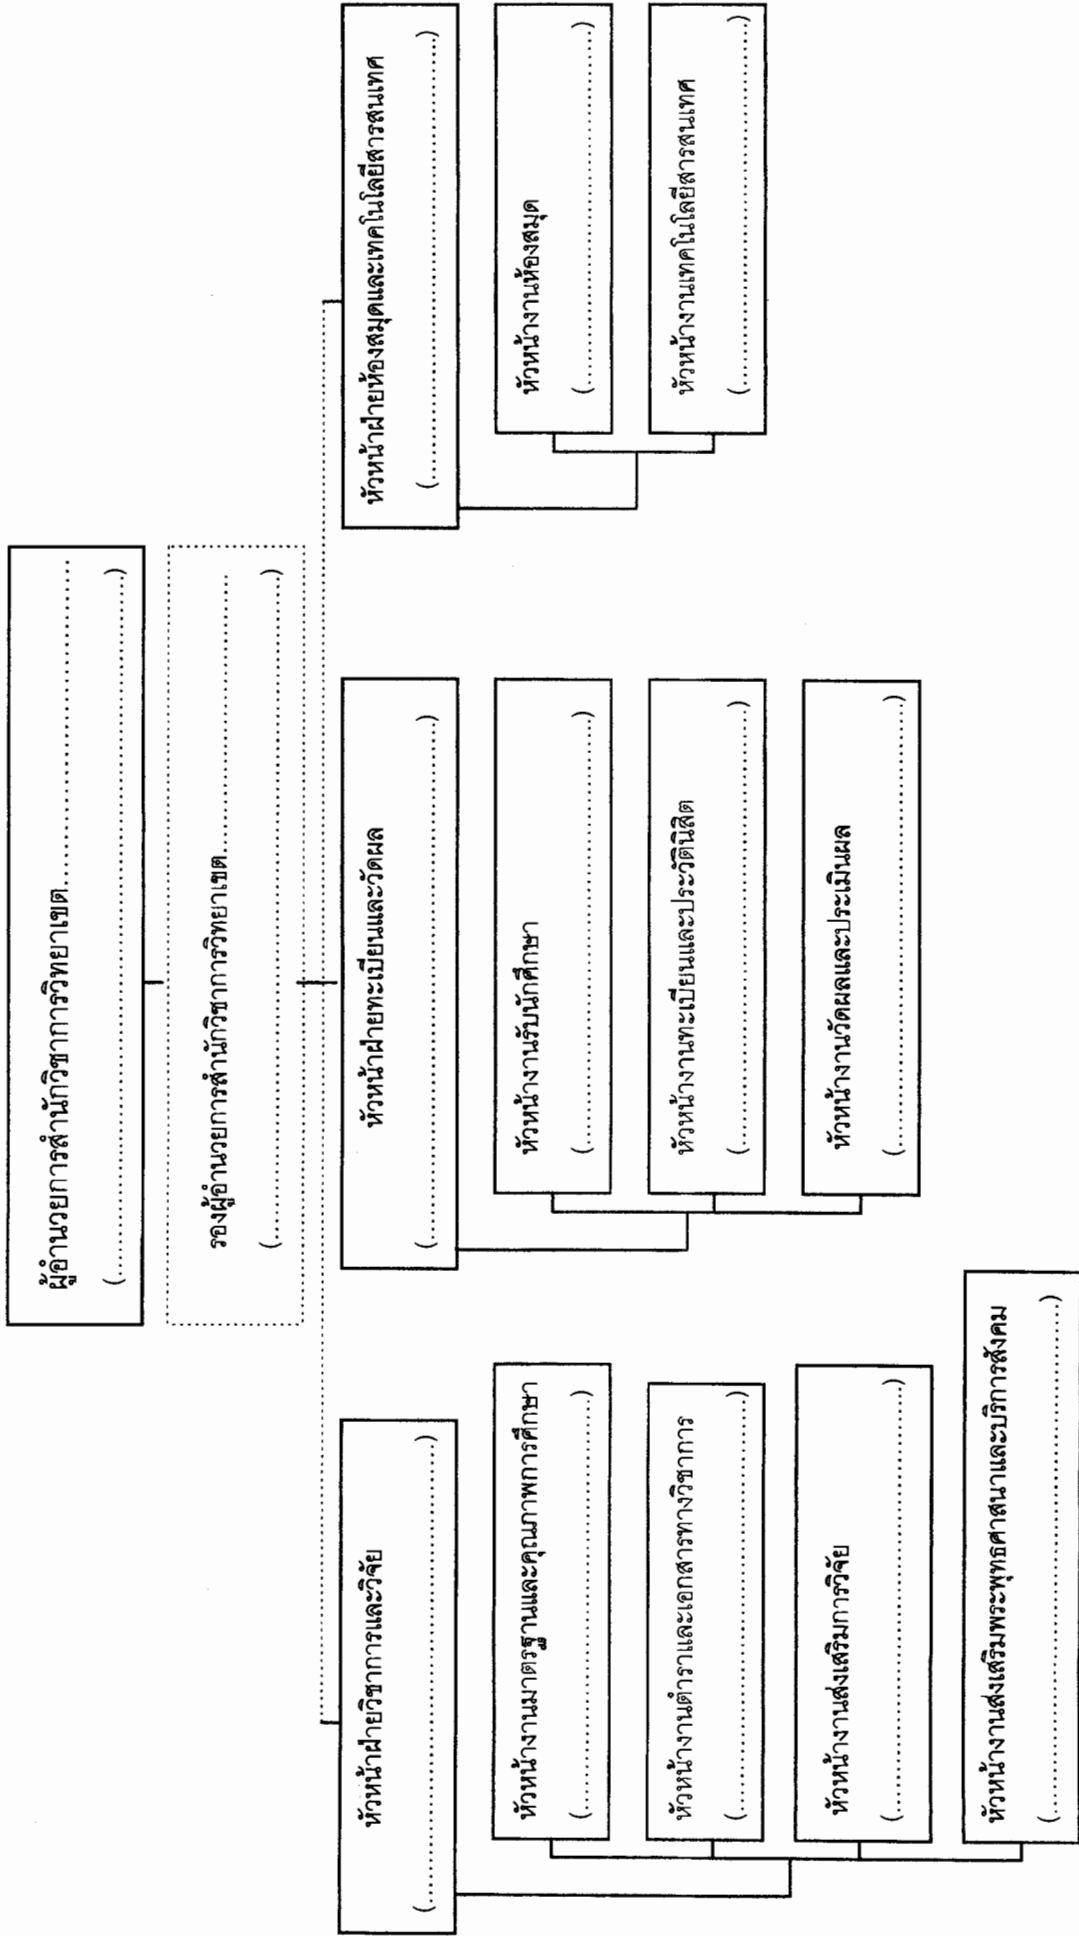 ผู้อำนวยการสำนักวิชาการวิทยาเขต.......................................
(...............................................................................)
รองผู้อำนวยการสำนักวิชาการวิทยาเขต...............................
(...............................................................................)
หัวหน้าฝ่ายวิชาการและวิจัย
(.....................................................)
หัวหน้างานมาตรฐานและคุณภาพการศึกษา
(...............................................)
หัวหน้างานตำราและเอกสารทางวิชาการ
(...............................................)
หัวหน้างานส่งเสริมการวิจัย
(...............................................)
หัวหน้างานส่งเสริมพระพุทธศาสนาและบริการสังคม
(.........................................................)
หัวหน้าฝ่ายทะเบียนและวัดผล
(.........................................................)
หัวหน้างานรับนักศึกษา
(.................................................)
หัวหน้างานทะเบียนและประวัตินิสิต
(.................................................)
หัวหน้างานวัดผลและประเมินผล
(.................................................)
หัวหน้าฝ่ายห้องสมุดและเทคโนโลยีสารสนเทศ
(.................................................)
หัวหน้างานห้องสมุด
(.........................................)
หัวหน้างานเทคโนโลยีสารสนเทศ
(.........................................)